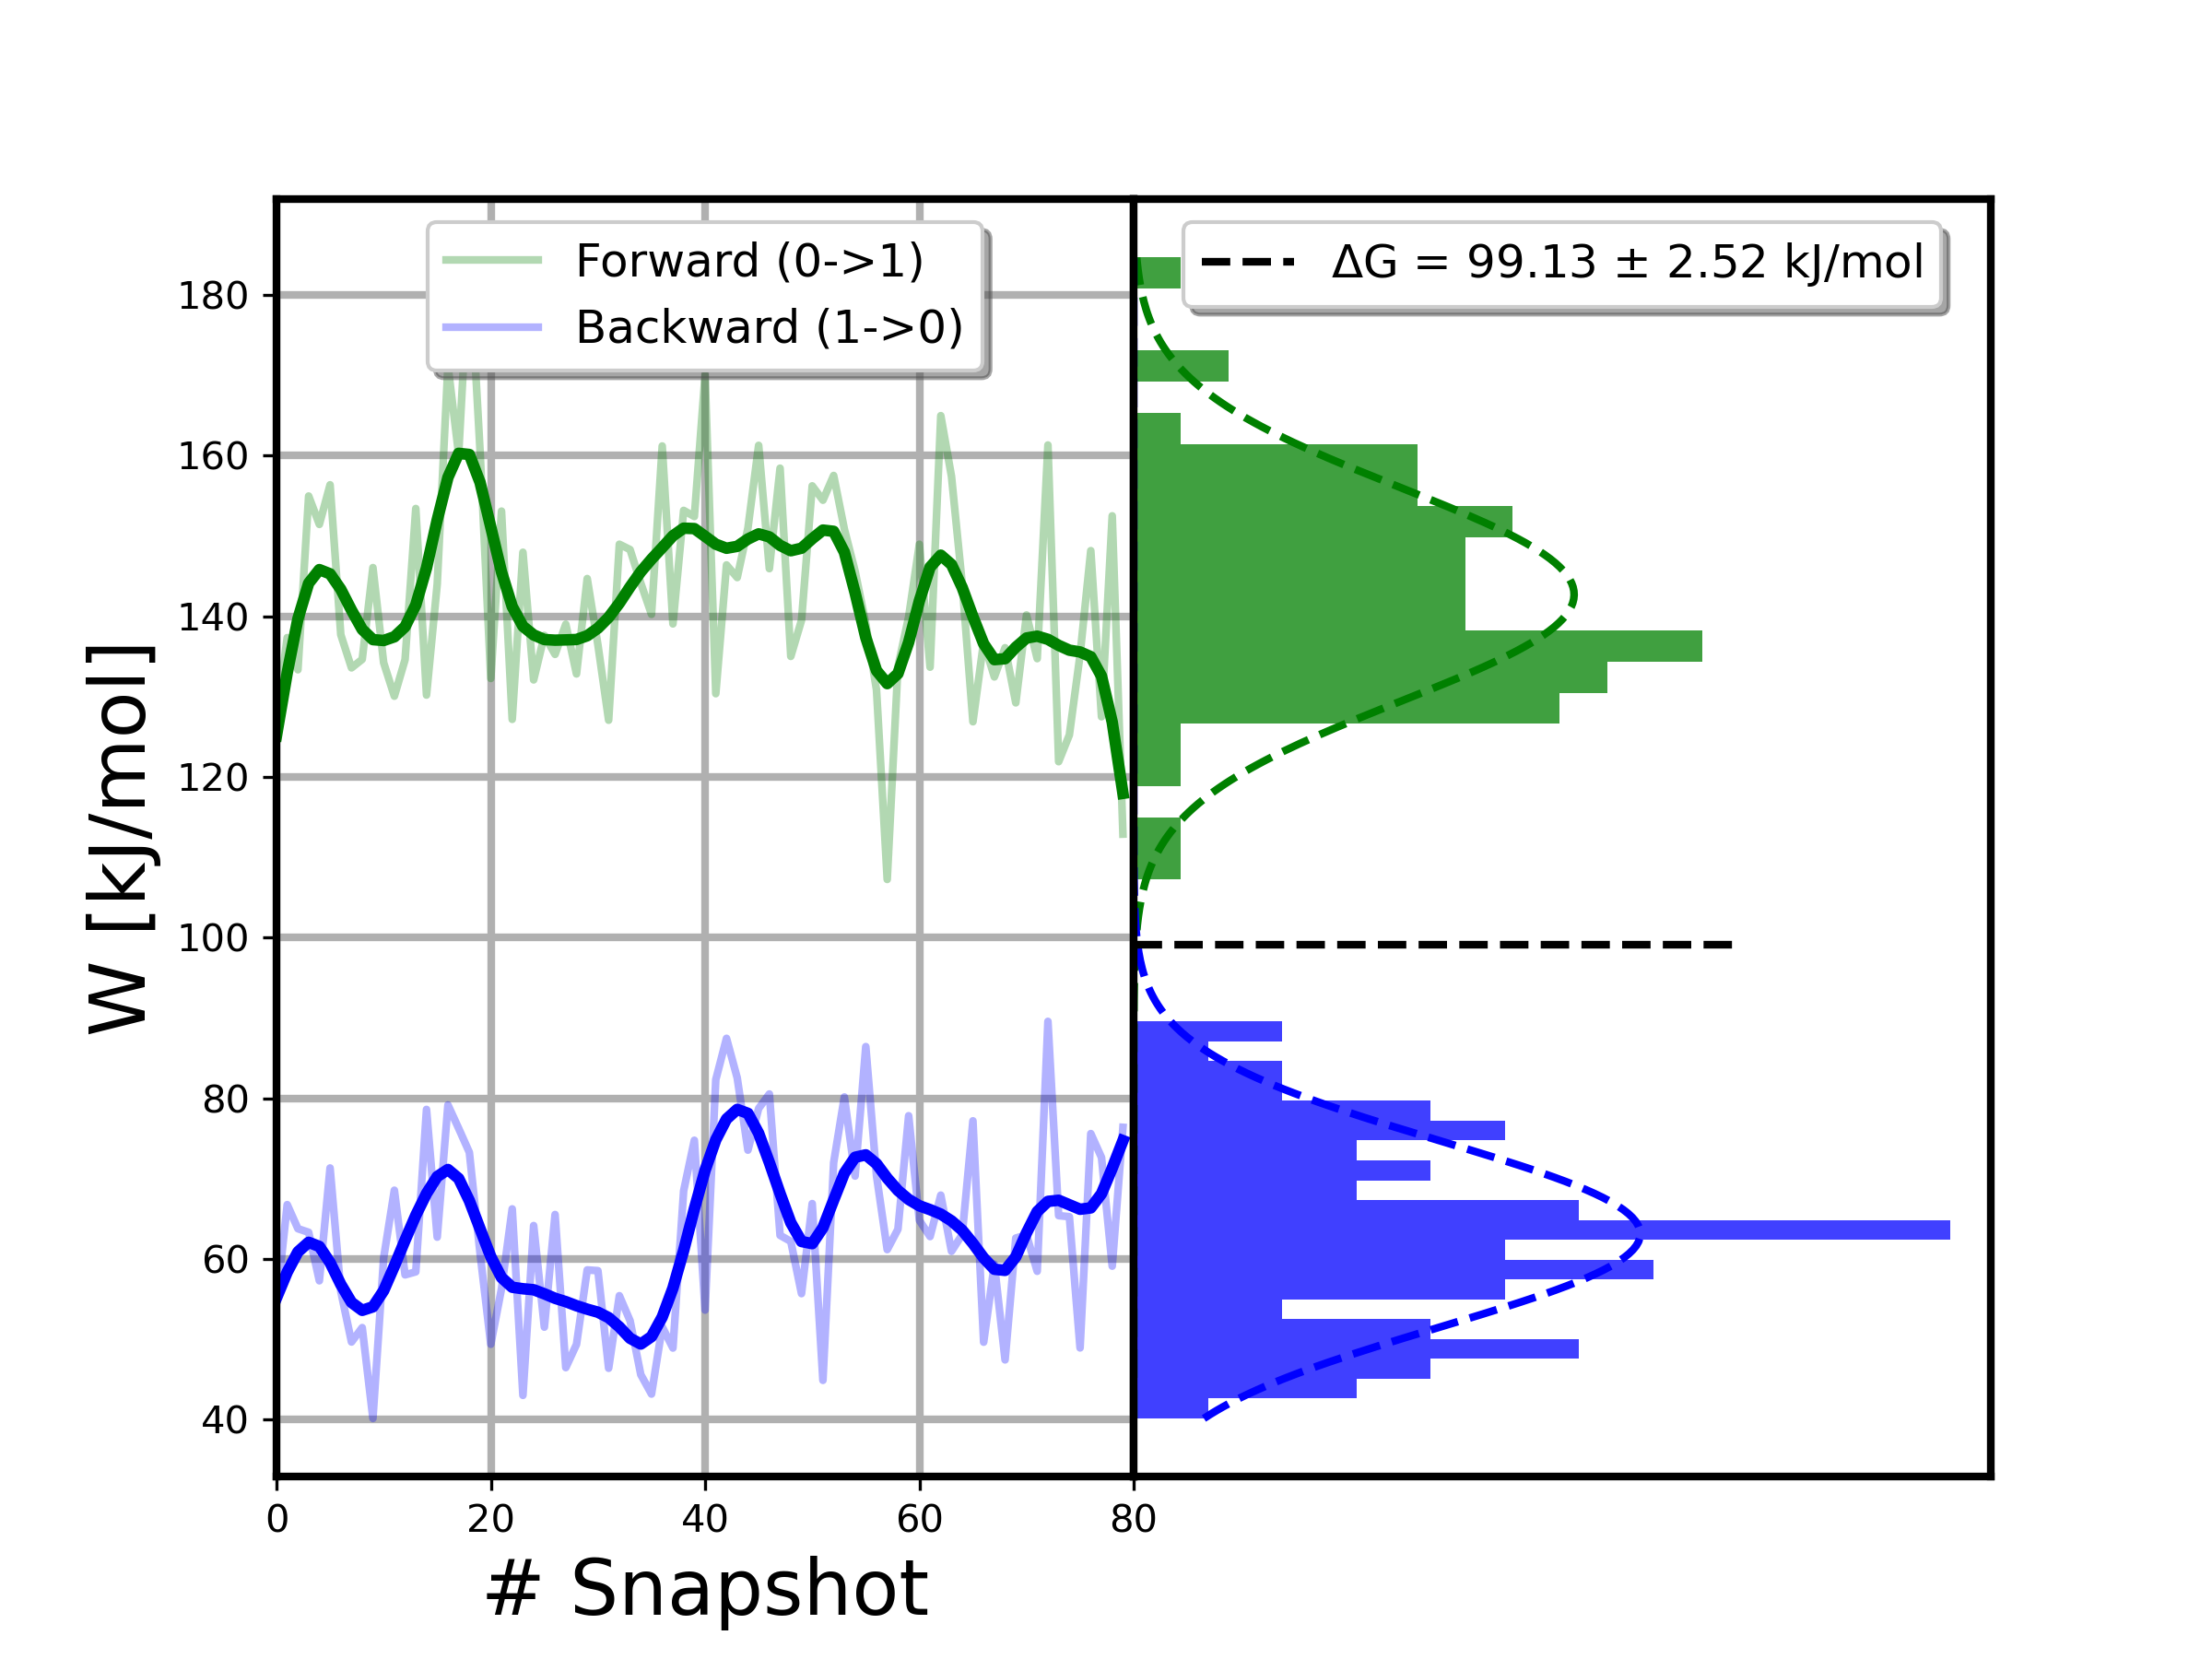 Forward (0->1)
Backward (1->0)
ΔG = 99.13 ± 2.52 kJ/mol
W [kJ/mol]
180
160
140
120
100
80
60
40
0 20 40 60 80
# Snapshot